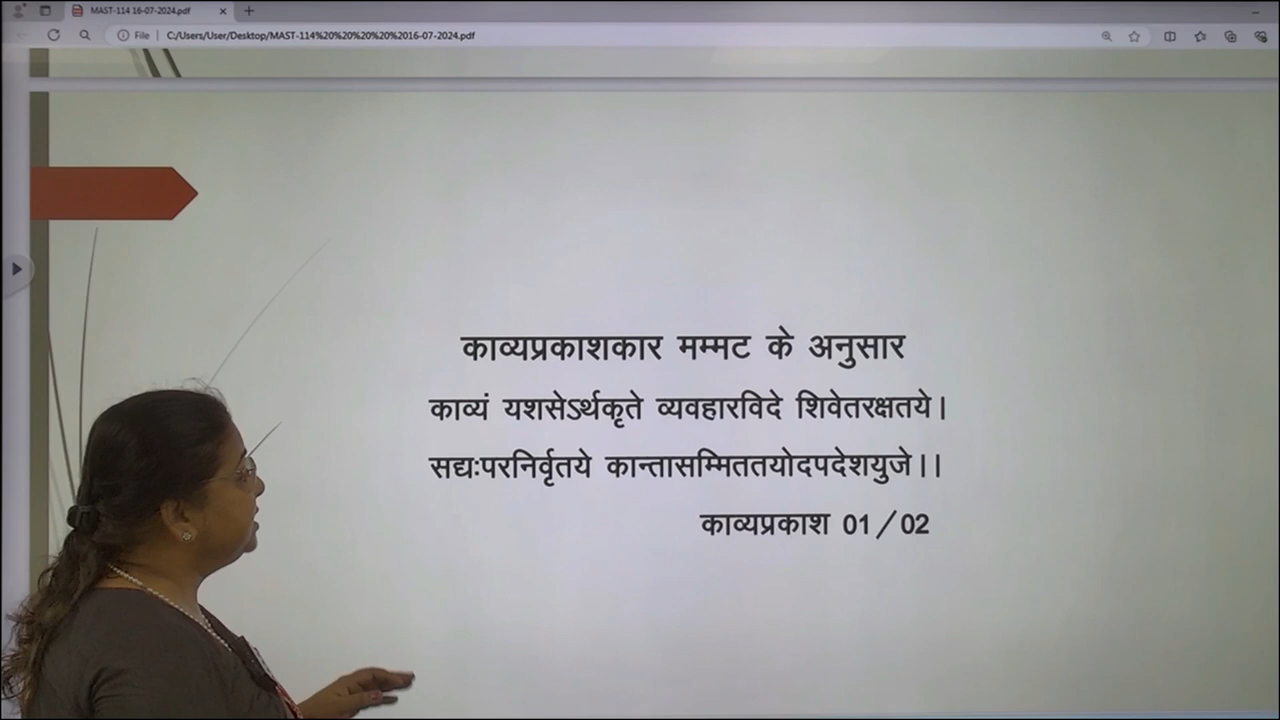 MAST-114 16-07-2024.pdf
File
C:/Users/User/Desktop/MAST-114%20%20%20%20%2016-07-2024.pdf
काव्यप्रकाशकार मम्मट के अनुसार
काव्यं यशसेऽर्थकृते व्यवहारविदे शिवेतरक्षतये।
सद्यःपरनिर्वृतये कान्तासम्मिततयोदपदेशयुजे।।
काव्यप्रकाश 01/02